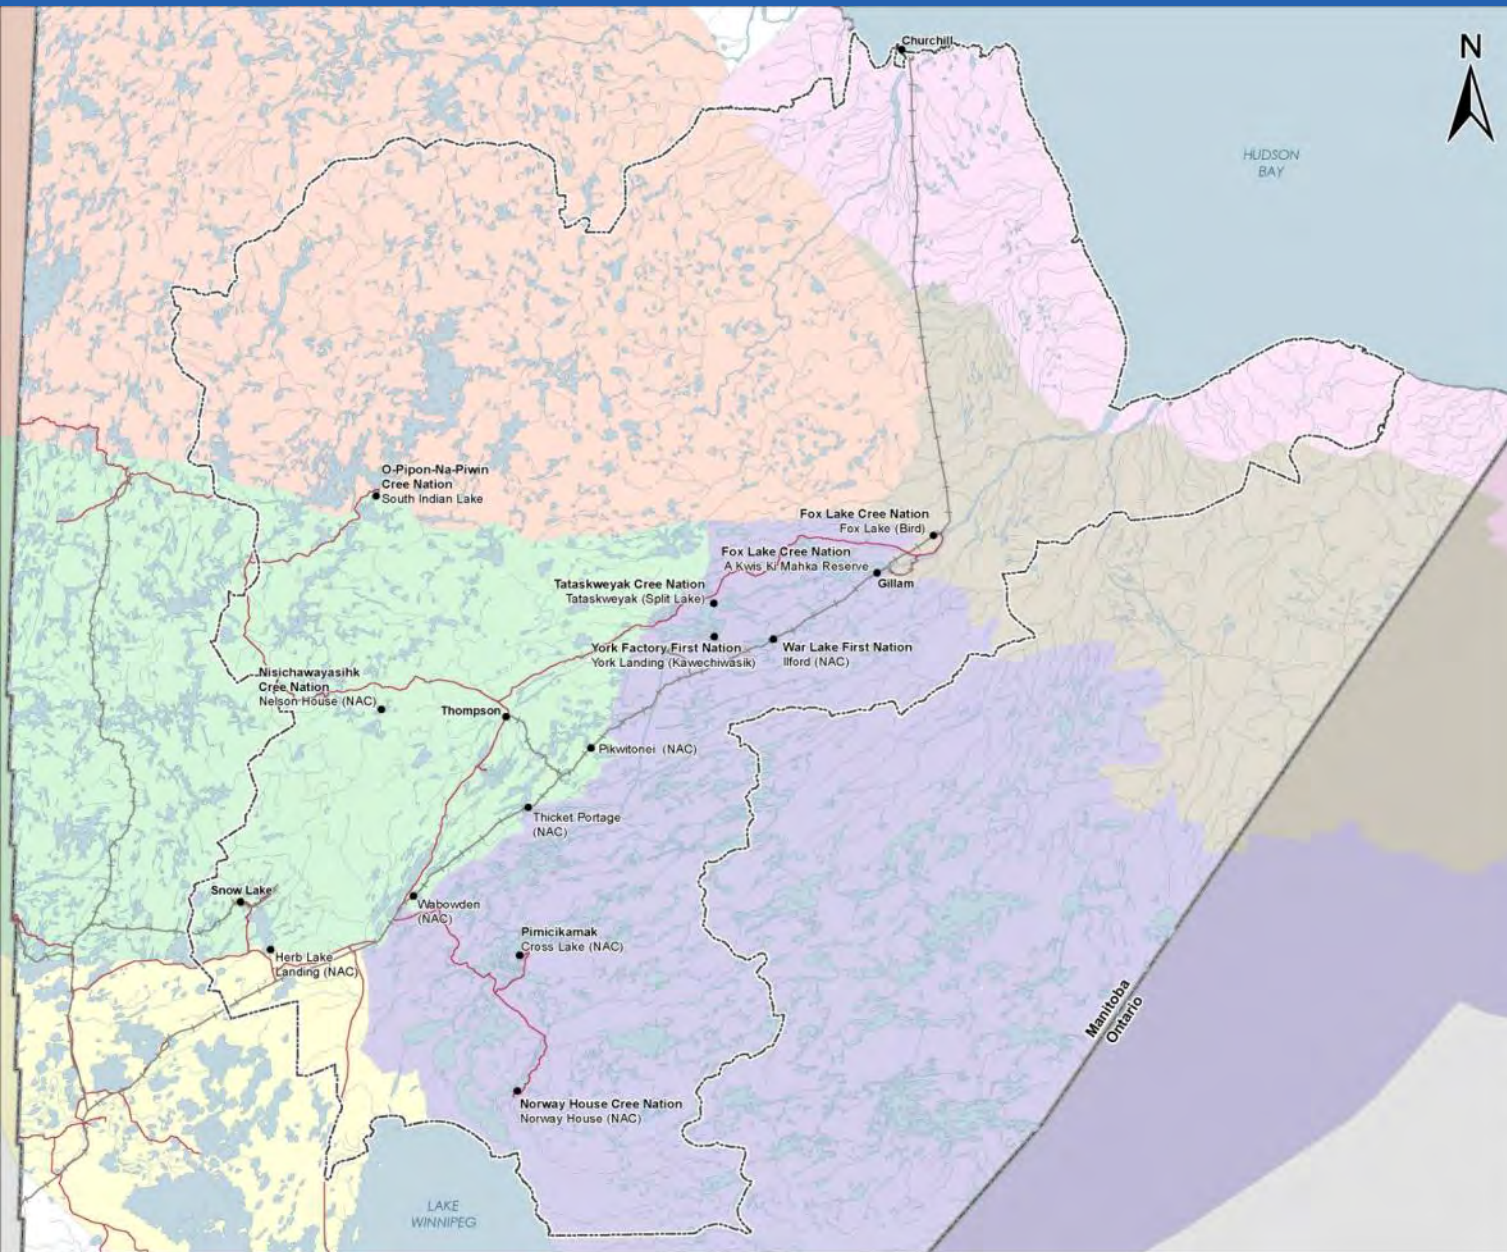 Churchill
N
HUDSON
BAY
O-Pipon-Na-Piwin
Cree Nation
South Indian Lake
Fox Lake Cree Nation
Fox Lake (Bird)
Fox Lake Cree Nation
A Kwis Ki Mahka Reserve
Gillam
Tataskweyak Cree Nation
Tataskweyak (Split Lake)
York Factory First Nation
York Landing (Kawechiwasik)
War Lake First Nation
Ilford (NAC)
Nisichawayasihk
Cree Nation
Nelson House (NAC)
Thompson
Pikwitonei (NAC)
Thicket Portage
(NAC)
Snow Lake
Wabowden
(NAC)
Pimicikamak
Cross Lake (NAC)
Herb Lake
Landing (NAC)
Manitoba
Ontario
Norway House Cree Nation
Norway House (NAC)
LAKE
WINNIPEG